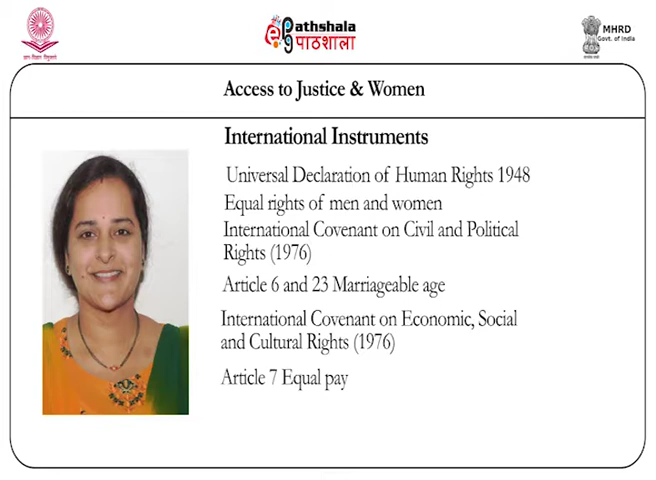 Pathshala
पाठशाला
MHRD
Govt. of India
Access to Justice & Women
International Instruments
Universal Declaration of Human Rights 1948
Equal rights of men and women
International Covenant on Civil and Political
Rights (1976)
Article 6 and 23 Marriageable age
International Covenant on Economic, Social
and Cultural Rights (1976)
Article 7 Equal pay